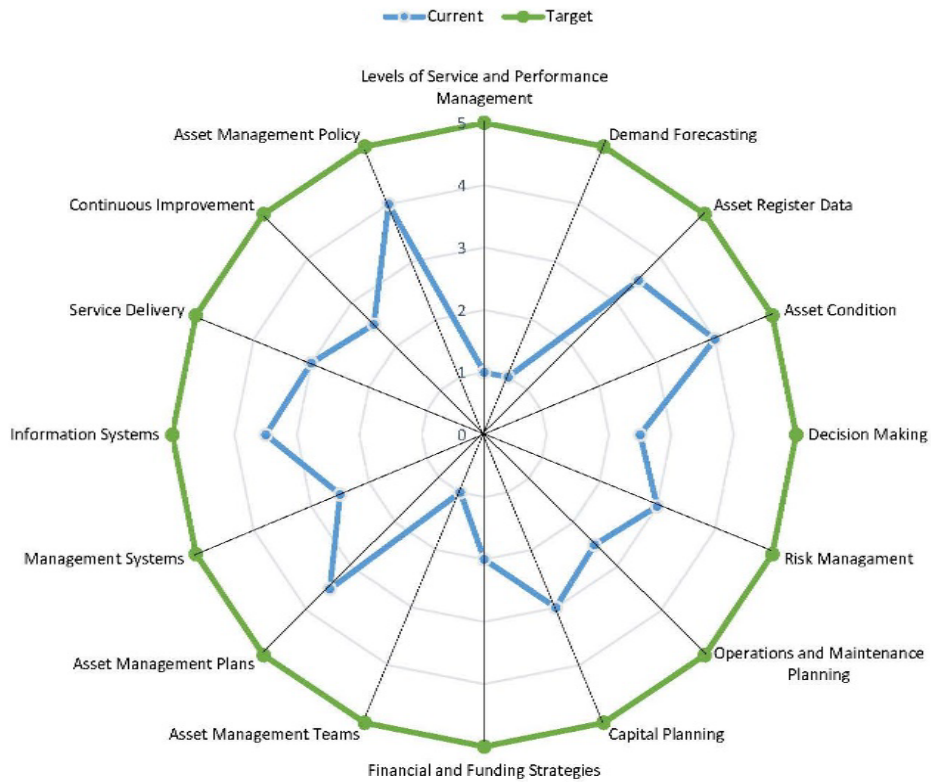 Current
Target
Levels of Service and Performance
Management
Asset Management Policy
Demand Forecasting
Continuous Improvement
Asset Register Data
Service Delivery
Asset Condition
Information Systems
Decision Making
Management Systems
Risk Managament
Asset Management Plans
Operations and Maintenance
Planning
Asset Management Teams
Capital Planning
Financial and Funding Strategies
5
4
3
2
1
0